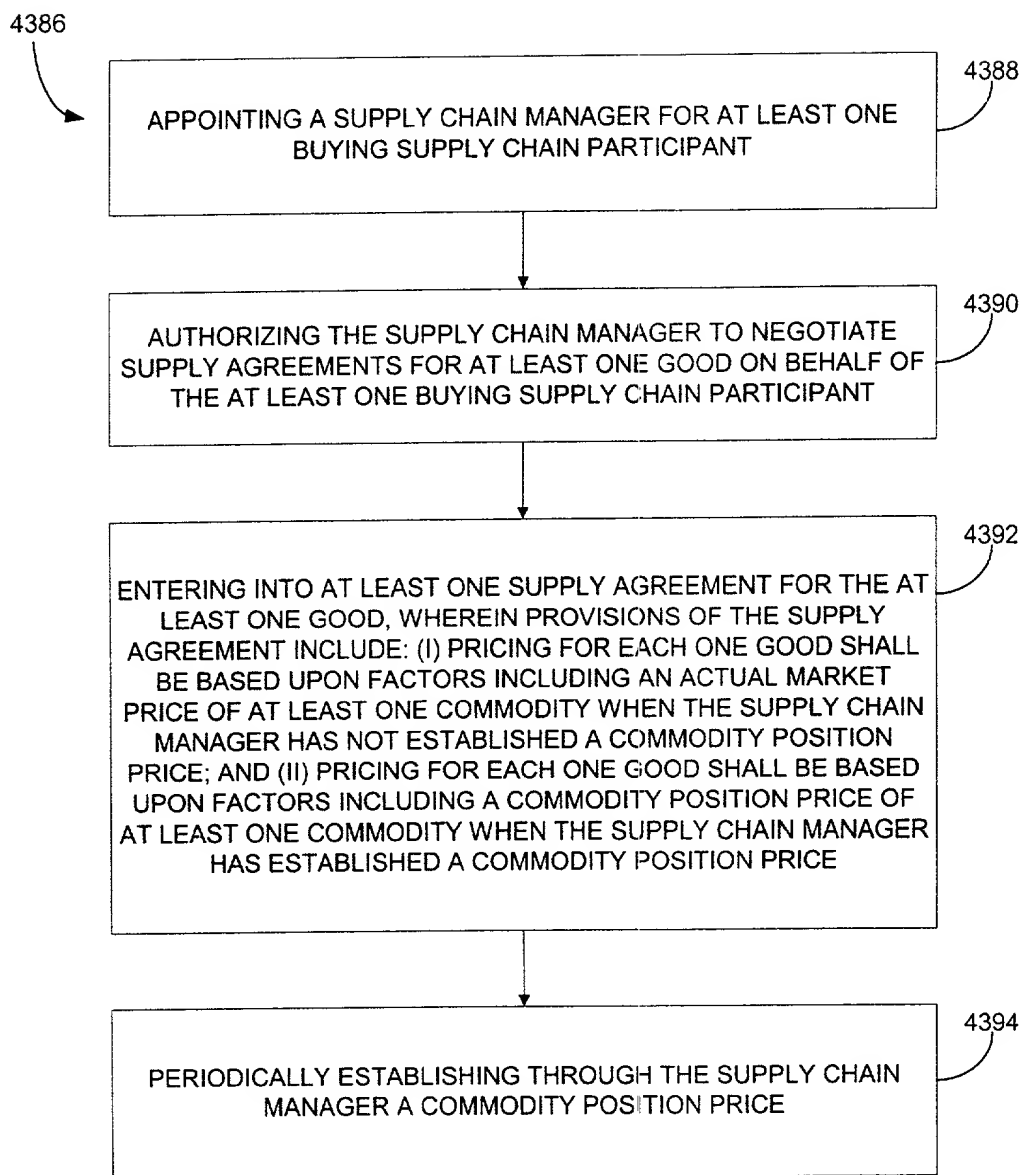 4386
4388
APPOINTING A SUPPLY CHAIN MANAGER FOR AT LEAST ONE
BUYING SUPPLY CHAIN PARTICIPANT
4390
AUTHORIZING THE SUPPLY CHAIN MANAGER TO NEGOTIATE
SUPPLY AGREEMENTS FOR AT LEAST ONE GOOD ON BEHALF OF
THE AT LEAST ONE BUYING SUPPLY CHAIN PARTICIPANT
4392
ENTERING INTO AT LEAST ONE SUPPLY AGREEMENT FOR THE AT
LEAST ONE GOOD, WHEREIN PROVISIONS OF THE SUPPLY
AGREEMENT INCLUDE: (I) PRICING FOR EACH ONE GOOD SHALL
BE BASED UPON FACTORS INCLUDING AN ACTUAL MARKET
PRICE OF AT LEAST ONE COMMODITY WHEN THE SUPPLY CHAIN
MANAGER HAS NOT ESTABLISHED A COMMODITY POSITION
PRICE; AND (II) PRICING FOR EACH ONE GOOD SHALL BE BASED
UPON FACTORS INCLUDING A COMMODITY POSITION PRICE OF
AT LEAST ONE COMMODITY WHEN THE SUPPLY CHAIN MANAGER
HAS ESTABLISHED A COMMODITY POSITION PRICE
4394
PERIODICALLY ESTABLISHING THROUGH THE SUPPLY CHAIN
MANAGER A COMMODITY POSITION PRICE